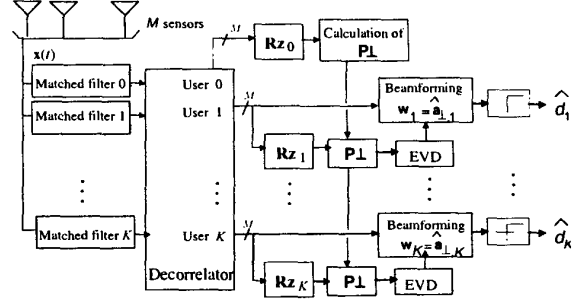 M sensors
x(t)
M
Rz0
Calculation of
P⊥
Matched filter 0
User 0
Matched filter 1
User 1
M
Beamforming
w1 = â⊥,1
d̂1
Rz1
P⊥
EVD
Matched filter K
User K
M
Beamforming
wK = â⊥,K
d̂K
Decorrelator
RzK
P⊥
EVD